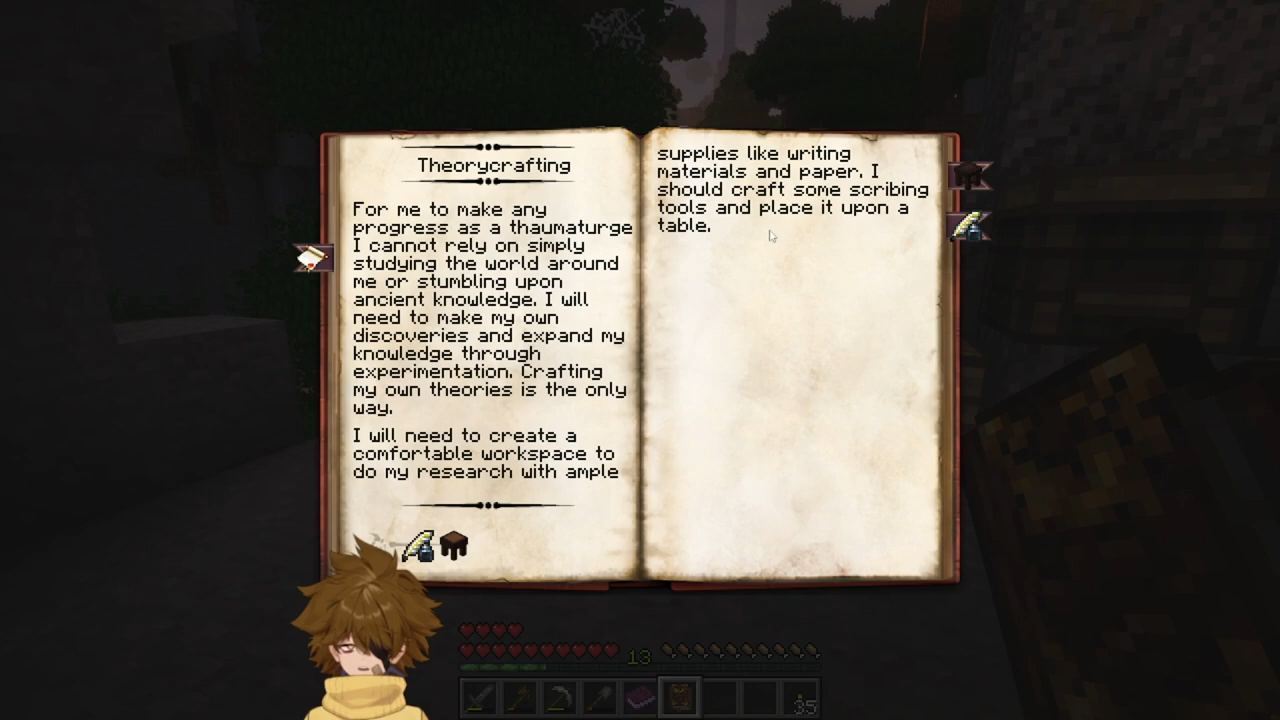 Theorycrafting
For me to make any
progress as a thaumaturge
I cannot rely on simply
studying the world around
me or stumbling upon
ancient knowledge. I will
need to make my own
discoveries and expand my
knowledge through
experimentation. Crafting
my own theories is the only
way.
I will need to create a
comfortable workspace to
do my research with ample
supplies like writing
materials and paper. I
should craft some scribing
tools and place it upon a
table.
13
35